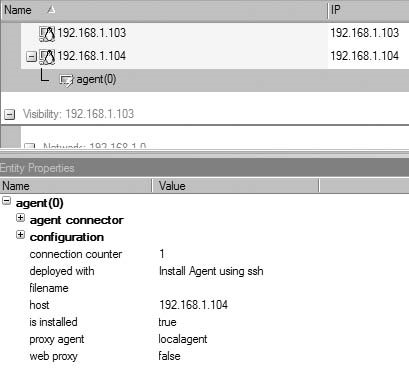 Name IP
192.168.1.103 192.168.1.103
192.168.1.104 192.168.1.104
agent(0)
Visibility: 192.168.1.103
Network: 192.168.1.0
Entity Properties
Name Value
agent(0)
agent connector
configuration
connection counter 1
deployed with Install Agent using ssh
filename
host 192.168.1.104
is installed true
proxy agent localagent
web proxy false